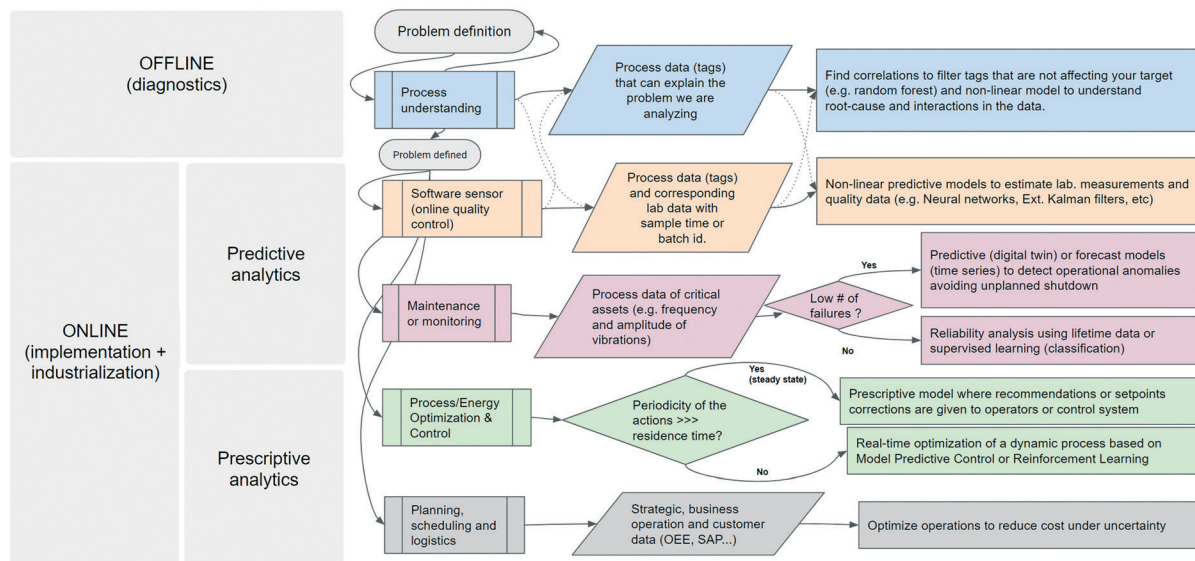 OFFLINE
(diagnostics)
Problem definition
Process
understanding
Process data (tags)
that can explain the
problem we are
analyzing
Find correlations to filter tags that are not affecting your target
(e.g. random forest) and non-linear model to understand
root-cause and interactions in the data.
Problem defined
ONLINE
(implementation +
industrialization)
Predictive
analytics
Software sensor
(online quality
control)
Process data (tags)
and corresponding
lab data with
sample time or
batch id.
Non-linear predictive models to estimate lab. measurements and
quality data (e.g. Neural networks, Ext. Kalman filters, etc)
Maintenance
or monitoring
Process data of critical
assets (e.g. frequency
and amplitude of
vibrations)
Low # of
failures ?
Yes
Predictive (digital twin) or forecast models
(time series) to detect operational anomalies
avoiding unplanned shutdown
No
Reliability analysis using lifetime data or
supervised learning (classification)
Prescriptive
analytics
Process/Energy
Optimization &
Control
Periodicity of the
actions >>>
residence time?
Yes
(steady state)
Prescriptive model where recommendations or setpoints
corrections are given to operators or control system
No
Real-time optimization of a dynamic process based on
Model Predictive Control or Reinforcement Learning
Planning,
scheduling and
logistics
Strategic, business
operation and customer
data (OEE, SAP...)
Optimize operations to reduce cost under uncertainty